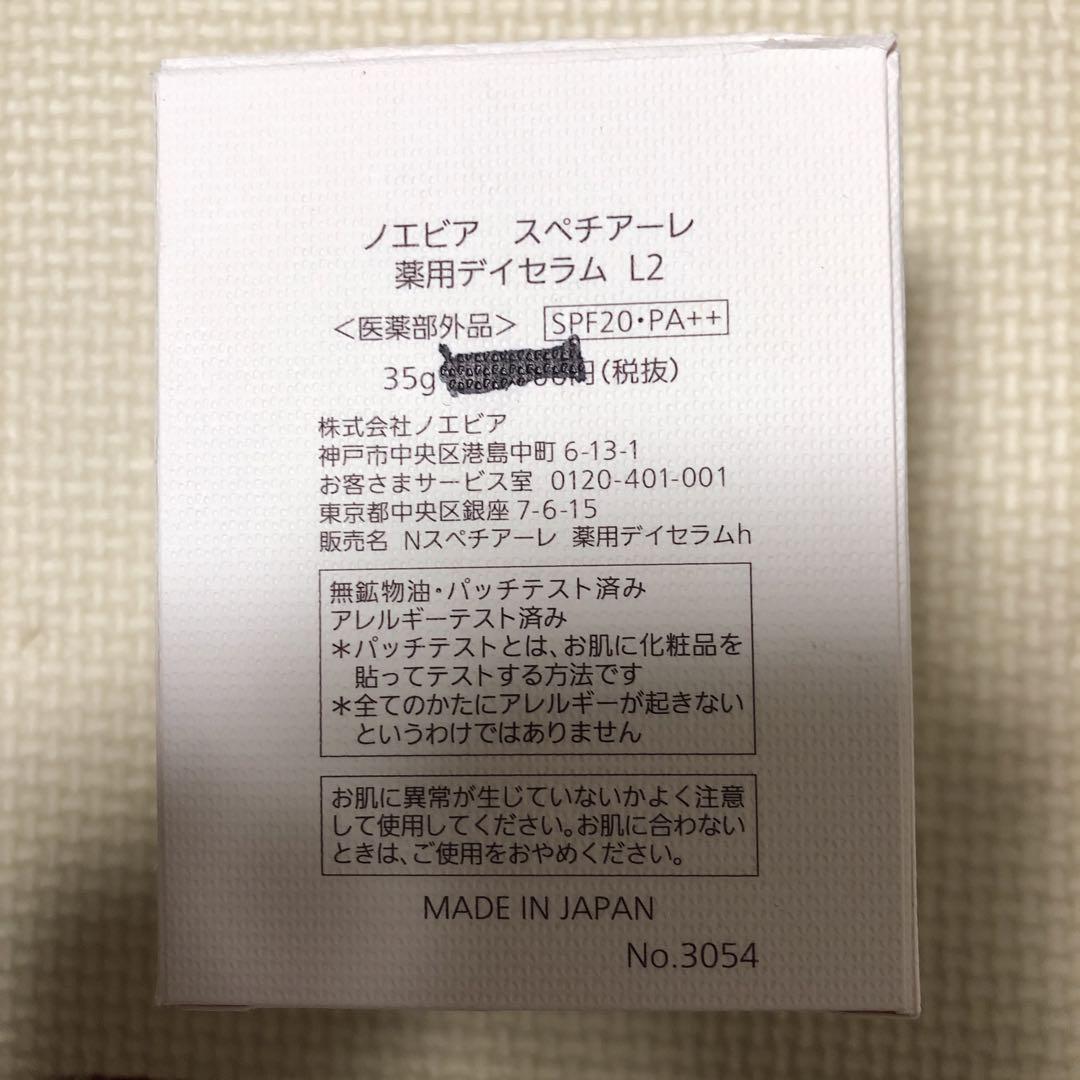 ノエビア スペチアーレ
薬用デイセラム L2
<医薬部外品> SPF20・PA++
35g 円(税抜)
株式会社ノエビア
神戸市中央区港島中町 6-13-1
お客さまサービス室 0120-401-001
東京都中央区銀座 7-6-15
販売名 Nスペチアーレ 薬用デイセラムh
無鉱物油・パッチテスト済み
アレルギーテスト済み
*パッチテストとは、お肌に化粧品を
貼ってテストする方法です
*全てのかたにアレルギーが起きない
というわけではありません
お肌に異常が生じていないかよく注意
して使用してください。お肌に合わない
ときは、ご使用をおやめください。
MADE IN JAPAN
No.3054